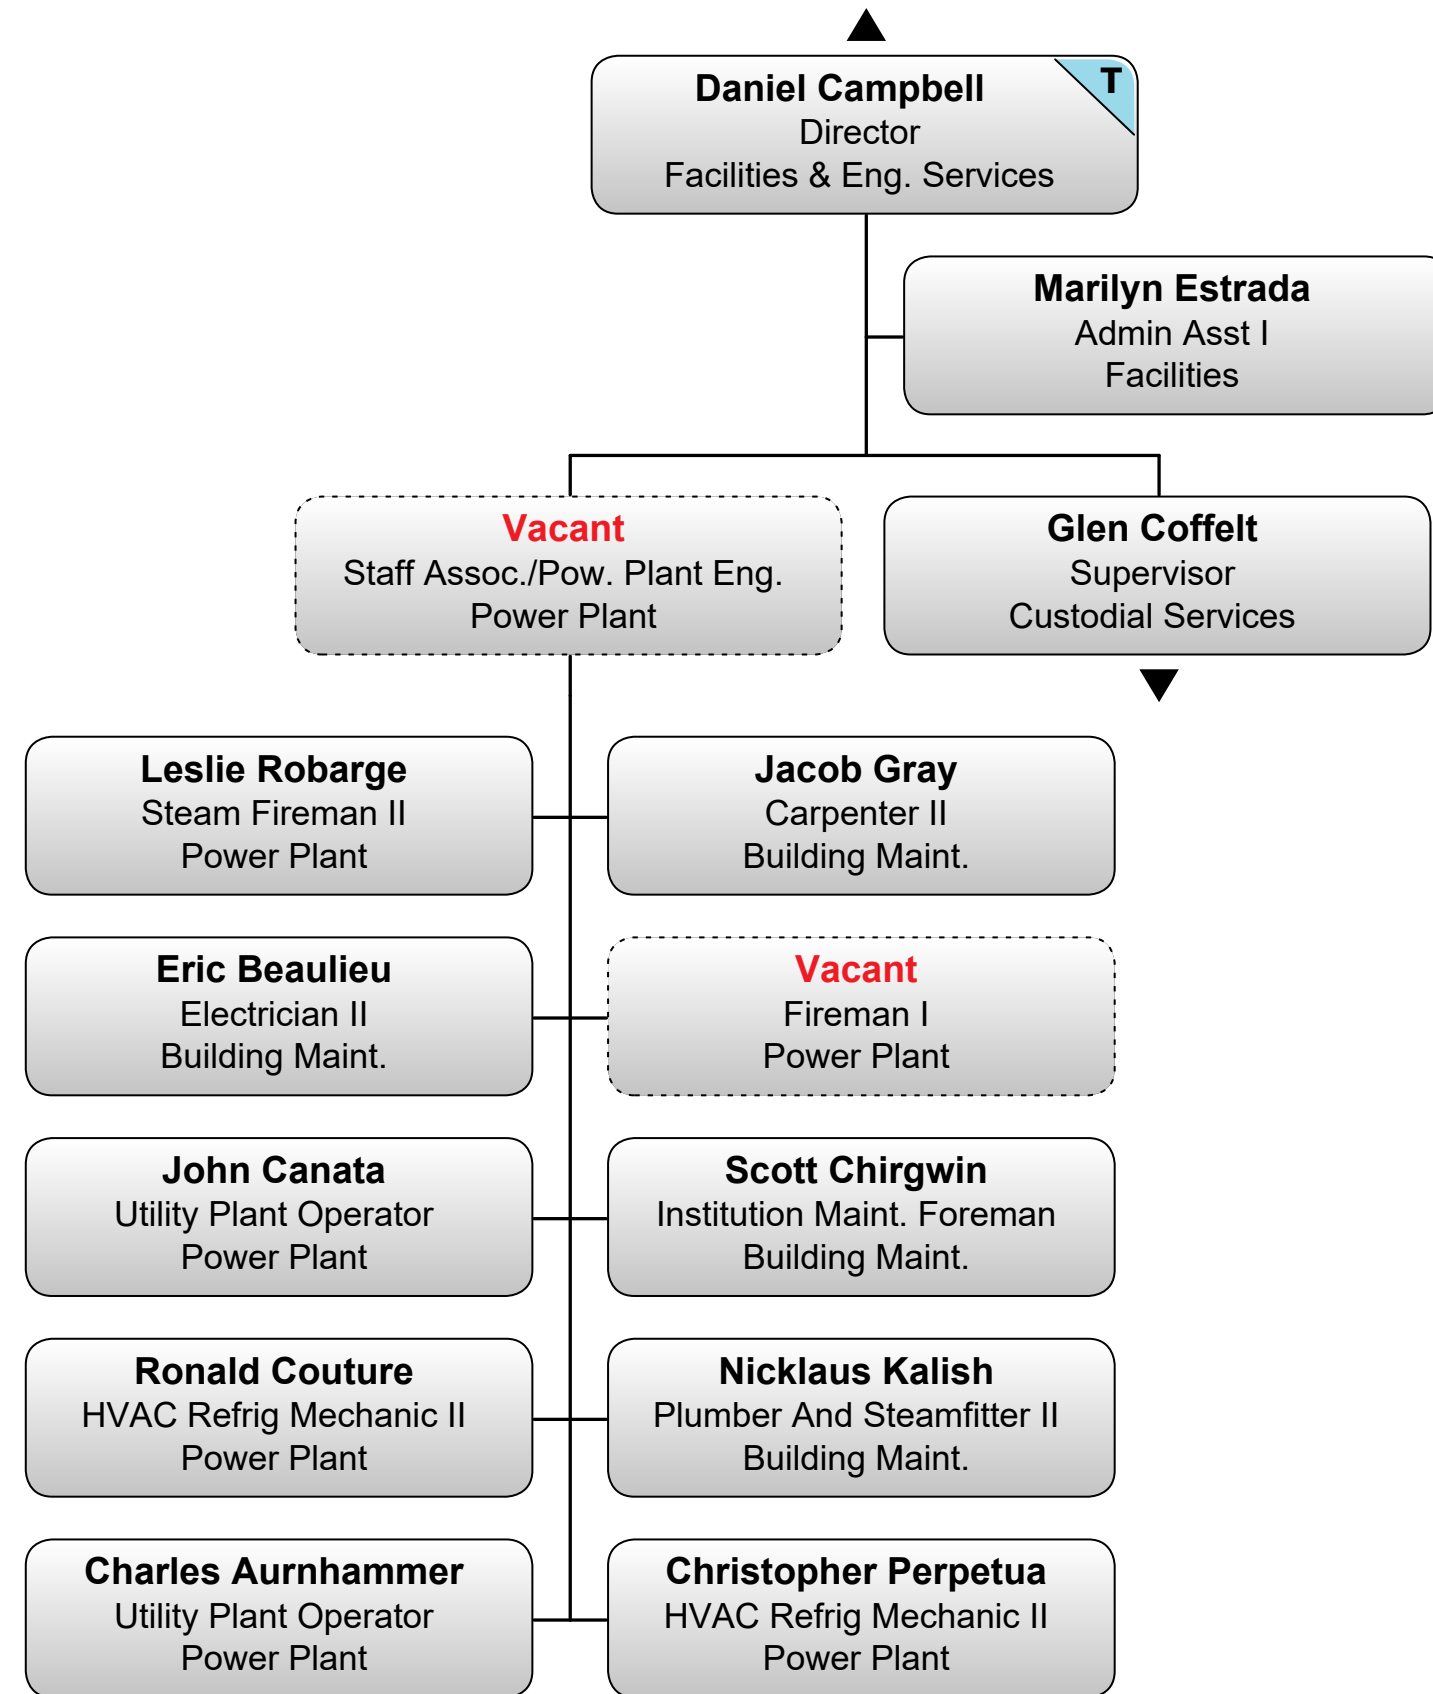 Daniel Campbell
Director
Facilities & Eng. Services
T
Marilyn Estrada
Admin Asst I
Facilities
Vacant
Staff Assoc./Pow. Plant Eng.
Power Plant
Glen Coffelt
Supervisor
Custodial Services
Leslie Robarge
Steam Fireman II
Power Plant
Jacob Gray
Carpenter II
Building Maint.
Eric Beaulieu
Electrician II
Building Maint.
Vacant
Fireman I
Power Plant
John Canata
Utility Plant Operator
Power Plant
Scott Chirgwin
Institution Maint. Foreman
Building Maint.
Ronald Couture
HVAC Refrig Mechanic II
Power Plant
Nicklaus Kalish
Plumber And Steamfitter II
Building Maint.
Charles Aurnhammer
Utility Plant Operator
Power Plant
Christopher Perpetua
HVAC Refrig Mechanic II
Power Plant